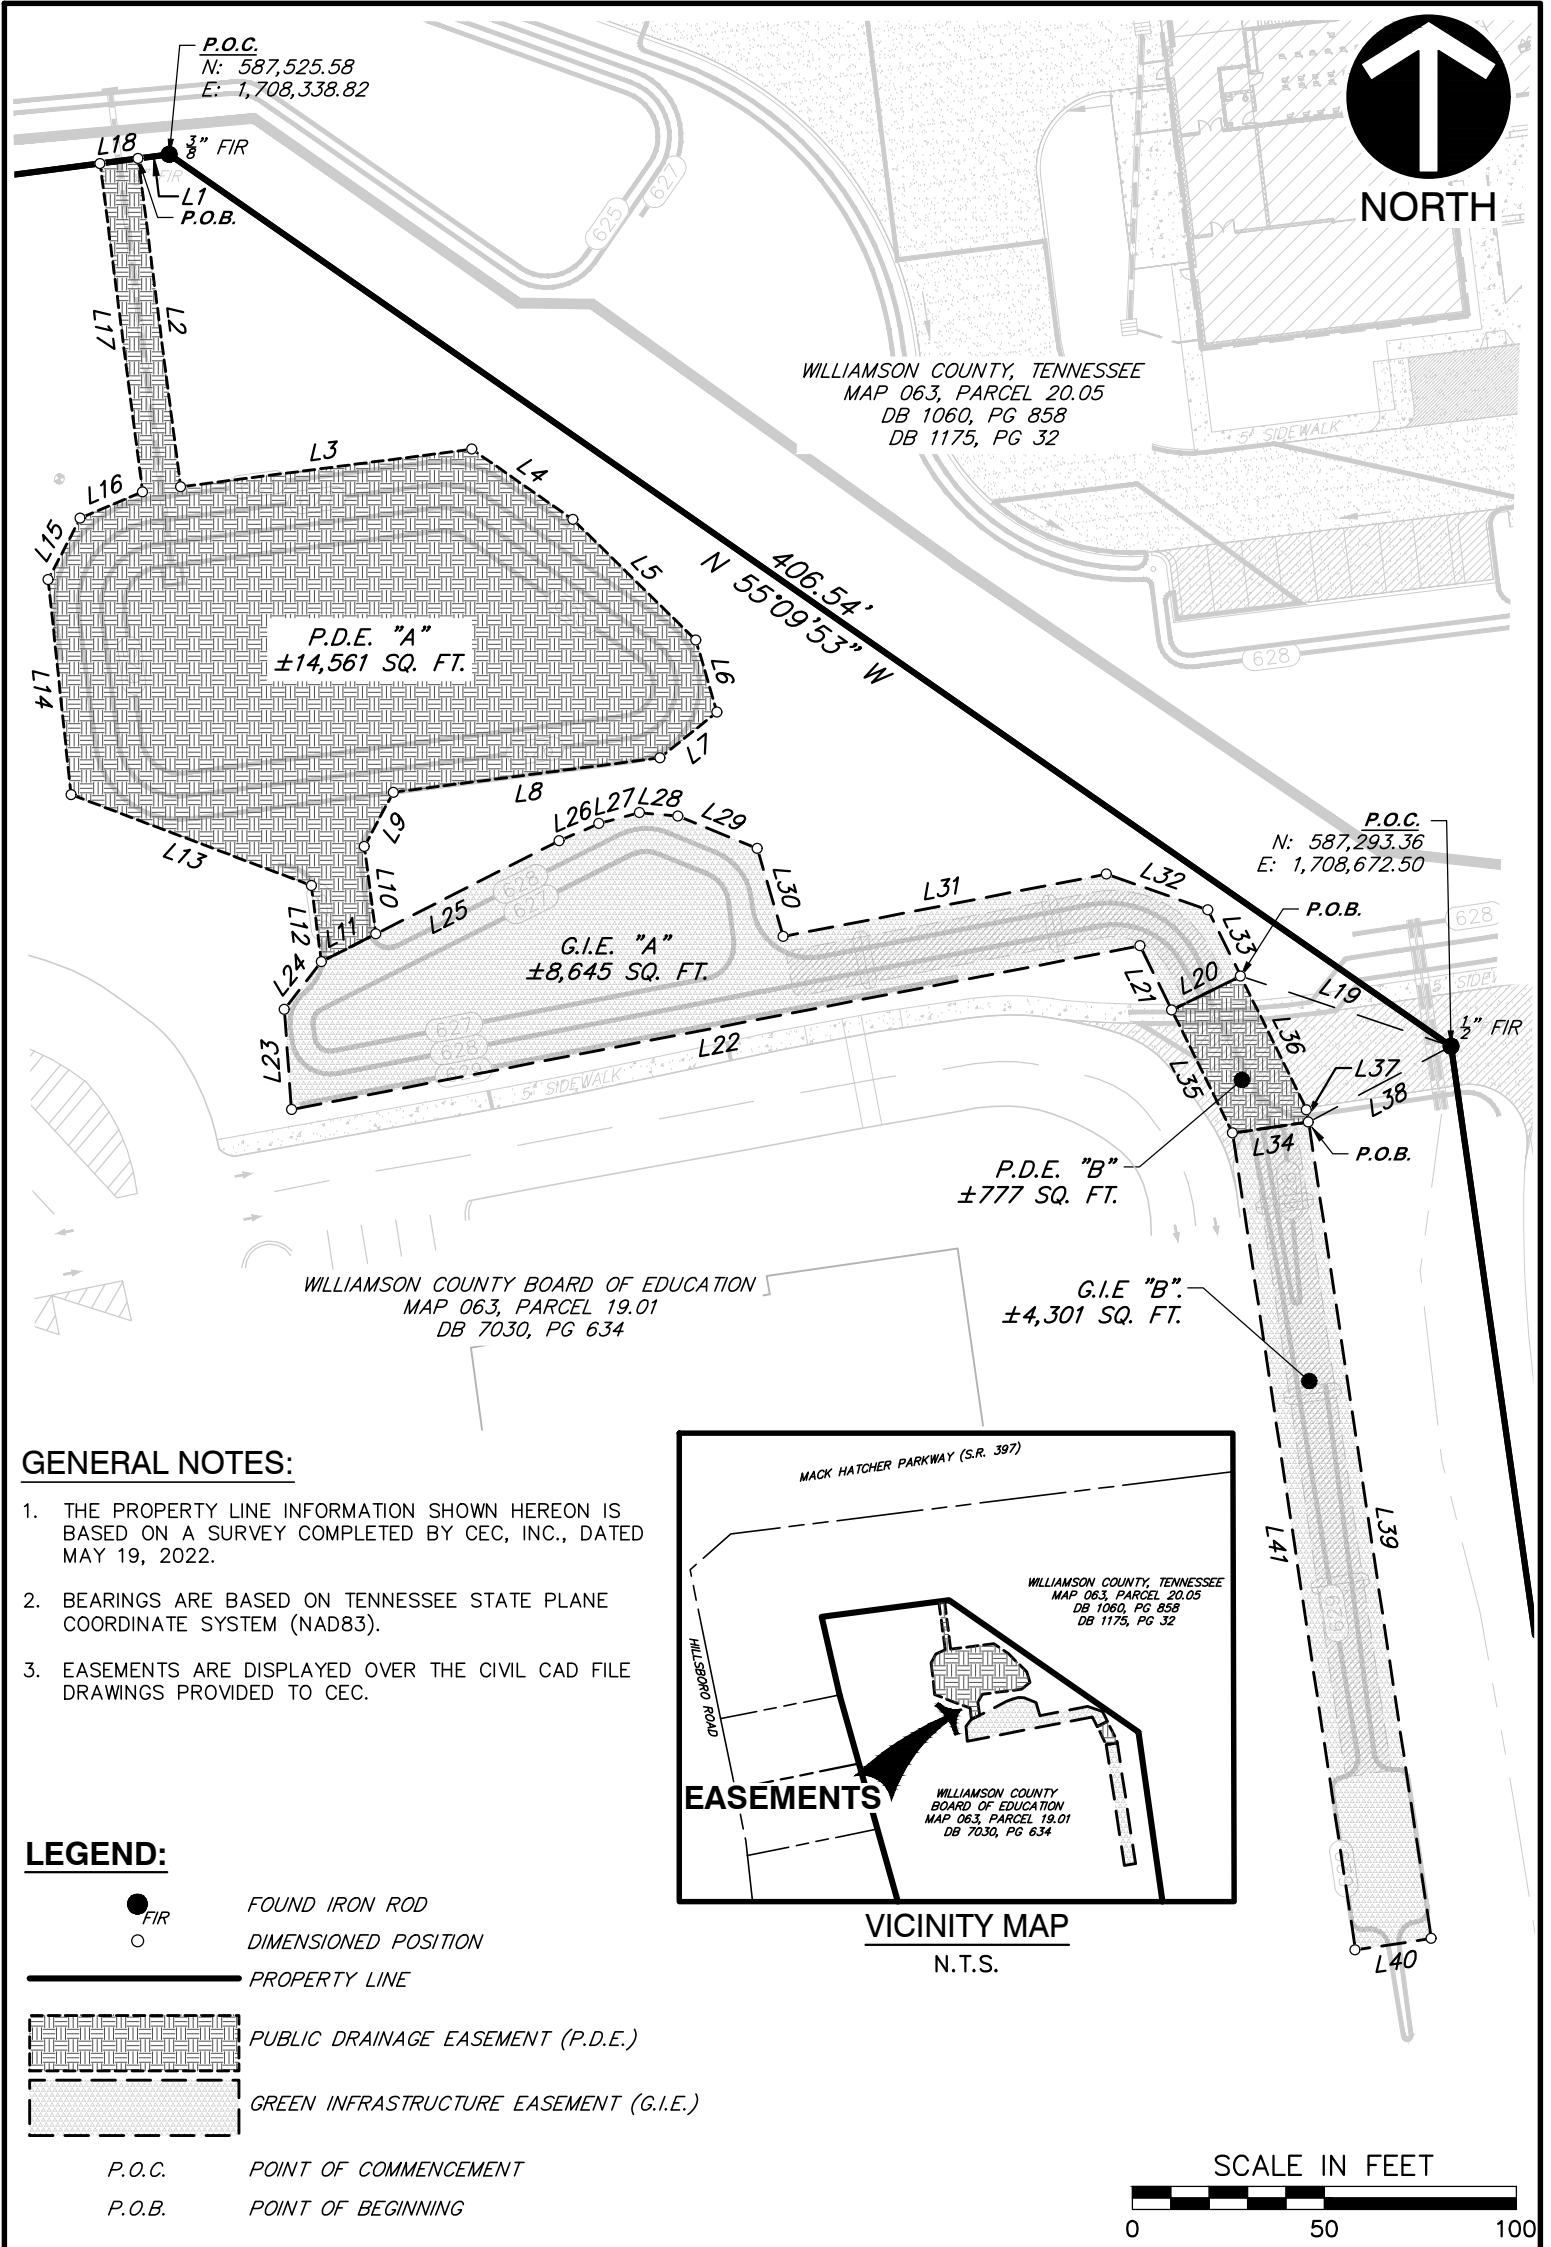 P.O.C.
N: 587,525.58
E: 1,708,338.82
3/8" FIR
L18
FIR
L1
P.O.B.
NORTH
627
625
L17
L2
WILLIAMSON COUNTY, TENNESSEE
MAP 063, PARCEL 20.05
DB 1060, PG 858
DB 1175, PG 32
5' SIDEWALK
L3
L4
L16
L15
L5
406.54'
N 55°09'53" W
628
P.D.E. "A"
±14,561 SQ. FT.
L6
L14
L7
L8
L26
L27
L28
L9
L29
L13
P.O.C.
N: 587,293.36
E: 1,708,672.50
L10
L30
L31
L32
L25
628
627
L12
L11
P.O.B.
628
G.I.E. "A"
±8,645 SQ. FT.
L33
L24
L20
L21
L19
5' SIDEWALK
1/2" FIR
627
628
L22
L36
L23
5' SIDEWALK
L35
L37
L38
L34
P.O.B.
P.D.E. "B"
±777 SQ. FT.
WILLIAMSON COUNTY BOARD OF EDUCATION
MAP 063, PARCEL 19.01
DB 7030, PG 634
G.I.E "B".
±4,301 SQ. FT.
L41
L39
L40
GENERAL NOTES:
1. THE PROPERTY LINE INFORMATION SHOWN HEREON IS
BASED ON A SURVEY COMPLETED BY CEC, INC., DATED
MAY 19, 2022.
2. BEARINGS ARE BASED ON TENNESSEE STATE PLANE
COORDINATE SYSTEM (NAD83).
3. EASEMENTS ARE DISPLAYED OVER THE CIVIL CAD FILE
DRAWINGS PROVIDED TO CEC.
MACK HATCHER PARKWAY (S.R. 397)
HILLSBORO ROAD
WILLIAMSON COUNTY, TENNESSEE
MAP 063, PARCEL 20.05
DB 1060, PG 858
DB 1175, PG 32
EASEMENTS
WILLIAMSON COUNTY
BOARD OF EDUCATION
MAP 063, PARCEL 19.01
DB 7030, PG 634
VICINITY MAP
N.T.S.
LEGEND:
FIR FOUND IRON ROD
DIMENSIONED POSITION
PROPERTY LINE
PUBLIC DRAINAGE EASEMENT (P.D.E.)
GREEN INFRASTRUCTURE EASEMENT (G.I.E.)
P.O.C. POINT OF COMMENCEMENT
P.O.B. POINT OF BEGINNING
SCALE IN FEET
0 50 100